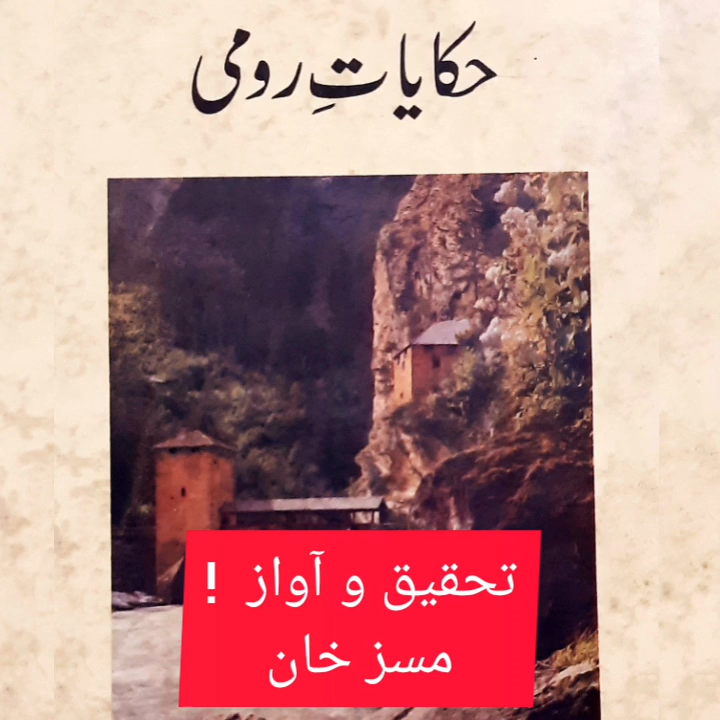 حکایاتِ رومی
تحقیق و آواز !
مسز خان